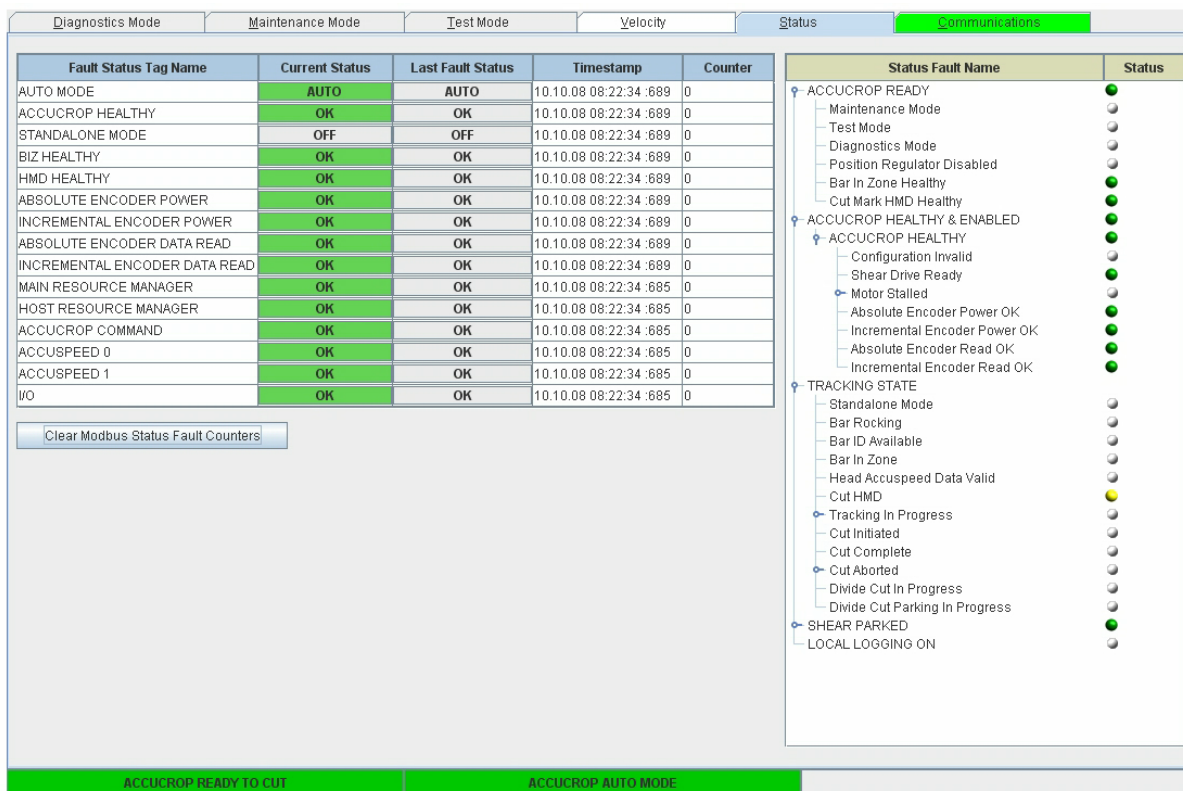 Diagnostics Mode Maintenance Mode Test Mode Velocity Status Communications
Fault Status Tag Name Current Status Last Fault Status Timestamp Counter
AUTO MODE AUTO AUTO 10.10.08 08:22:34 :689 0
ACCUCROP HEALTHY OK OK 10.10.08 08:22:34 :689 0
STANDALONE MODE OFF OFF 10.10.08 08:22:34 :689 0
BIZ HEALTHY OK OK 10.10.08 08:22:34 :689 0
HMD HEALTHY OK OK 10.10.08 08:22:34 :689 0
ABSOLUTE ENCODER POWER OK OK 10.10.08 08:22:34 :689 0
INCREMENTAL ENCODER POWER OK OK 10.10.08 08:22:34 :689 0
ABSOLUTE ENCODER DATA READ OK OK 10.10.08 08:22:34 :689 0
INCREMENTAL ENCODER DATA READ OK OK 10.10.08 08:22:34 :689 0
MAIN RESOURCE MANAGER OK OK 10.10.08 08:22:34 :685 0
HOST RESOURCE MANAGER OK OK 10.10.08 08:22:34 :685 0
ACCUCROP COMMAND OK OK 10.10.08 08:22:34 :685 0
ACCUSPEED 0 OK OK 10.10.08 08:22:34 :685 0
ACCUSPEED 1 OK OK 10.10.08 08:22:34 :685 0
I/O OK OK 10.10.08 08:22:34 :685 0
Clear Modbus Status Fault Counters
Status Fault Name Status
ACCUCROP READY
Maintenance Mode
Test Mode
Diagnostics Mode
Position Regulator Disabled
Bar In Zone Healthy
Cut Mark HMD Healthy
ACCUCROP HEALTHY & ENABLED
ACCUCROP HEALTHY
Configuration Invalid
Shear Drive Ready
Motor Stalled
Absolute Encoder Power OK
Incremental Encoder Power OK
Absolute Encoder Read OK
Incremental Encoder Read OK
TRACKING STATE
Standalone Mode
Bar Rocking
Bar ID Available
Bar In Zone
Head Accuspeed Data Valid
Cut HMD
Tracking In Progress
Cut Initiated
Cut Complete
Cut Aborted
Divide Cut In Progress
Divide Cut Parking In Progress
SHEAR PARKED
LOCAL LOGGING ON
ACCUCROP READY TO CUT ACCUCROP AUTO MODE